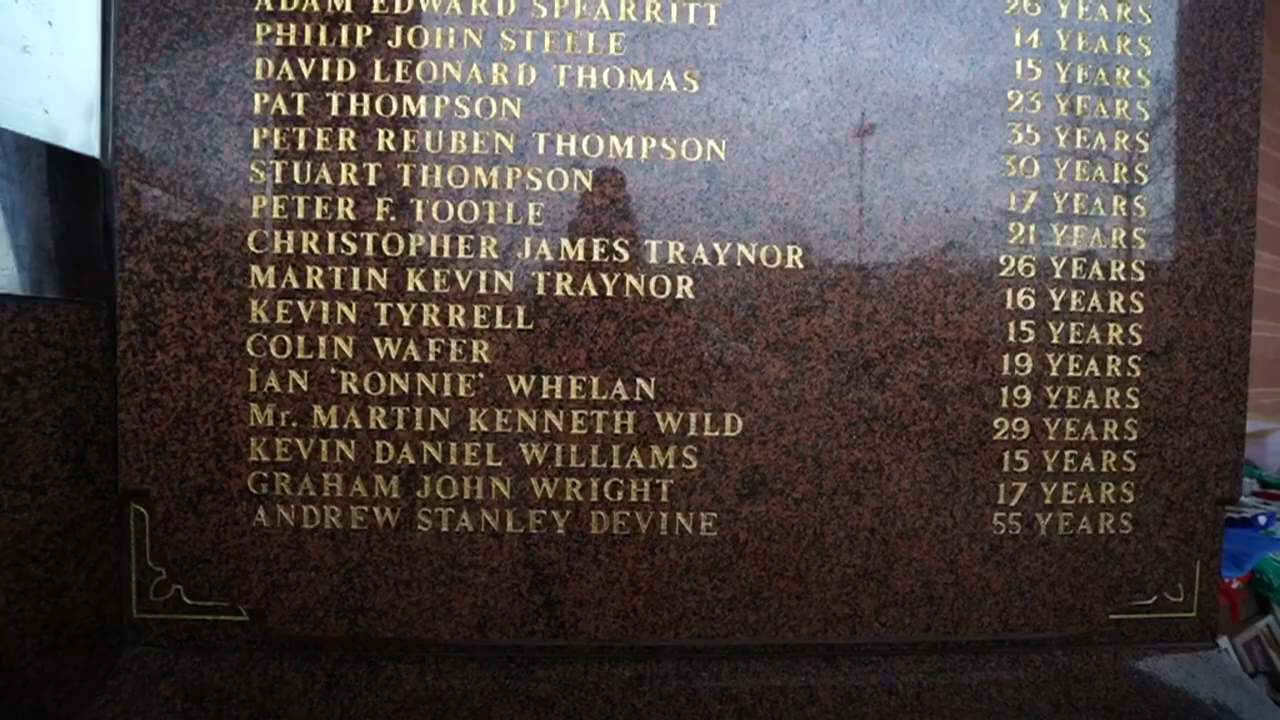 26 YEARS
ADAM EDWARD SPEARRITT 14 YEARS
PHILIP JOHN STEELE 15 YEARS
DAVID LEONARD THOMAS 23 YEARS
PAT THOMPSON 35 YEARS
PETER REUBEN THOMPSON 30 YEARS
STUART THOMPSON 17 YEARS
PETER F. TOOTLE 21 YEARS
CHRISTOPHER JAMES TRAYNOR 26 YEARS
MARTIN KEVIN TRAYNOR 16 YEARS
KEVIN TYRRELL 15 YEARS
COLIN WAFER 19 YEARS
IAN 'RONNIE' WHELAN 19 YEARS
Mr. MARTIN KENNETH WILD 29 YEARS
KEVIN DANIEL WILLIAMS 15 YEARS
GRAHAM JOHN WRIGHT 17 YEARS
ANDREW STANLEY DEVINE 55 YEARS